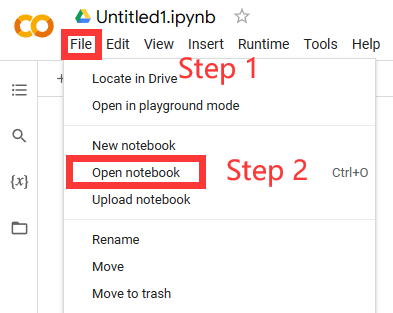 Untitled1.ipynb
File Edit View Insert Runtime Tools Help
Step 1
Locate in Drive
Open in playground mode
New notebook
Open notebook Step 2 Ctrl+O
Upload notebook
Rename
Move
Move to trash
{x}